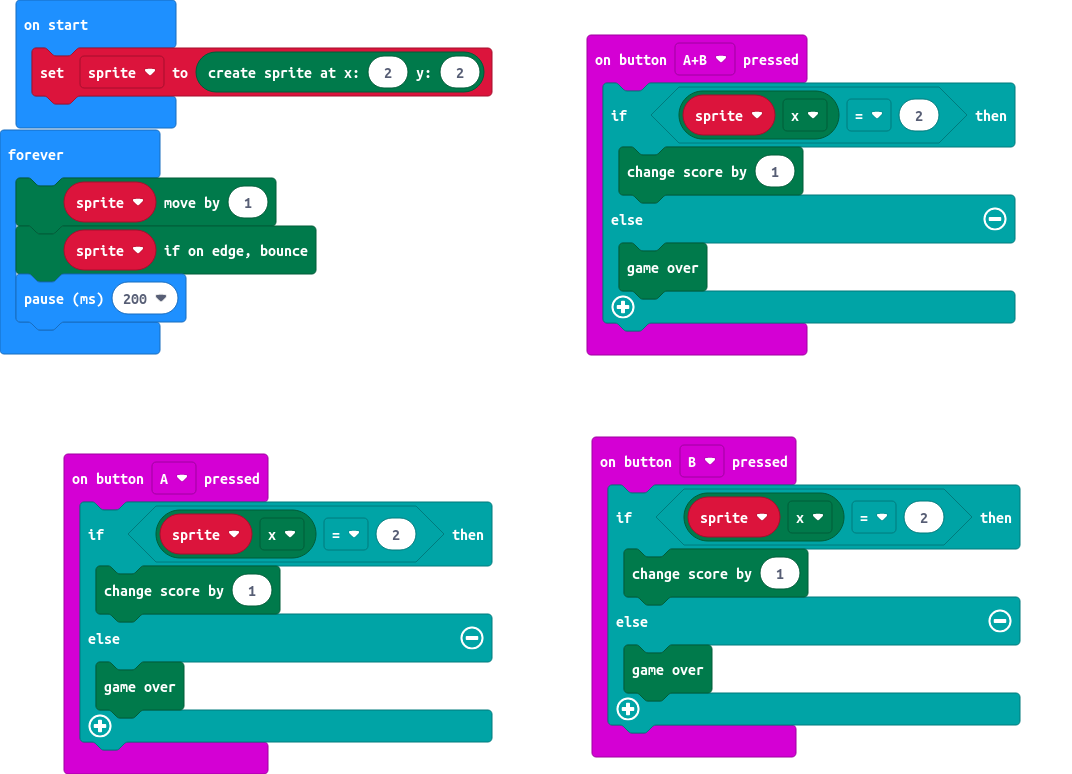 on start
set sprite to create sprite at x: 2 y: 2
forever
sprite move by 1
sprite if on edge, bounce
pause (ms) 200
on button A+B pressed
if sprite x = 2 then
change score by 1
else
game over
on button A pressed
if sprite x = 2 then
change score by 1
else
game over
on button B pressed
if sprite x = 2 then
change score by 1
else
game over